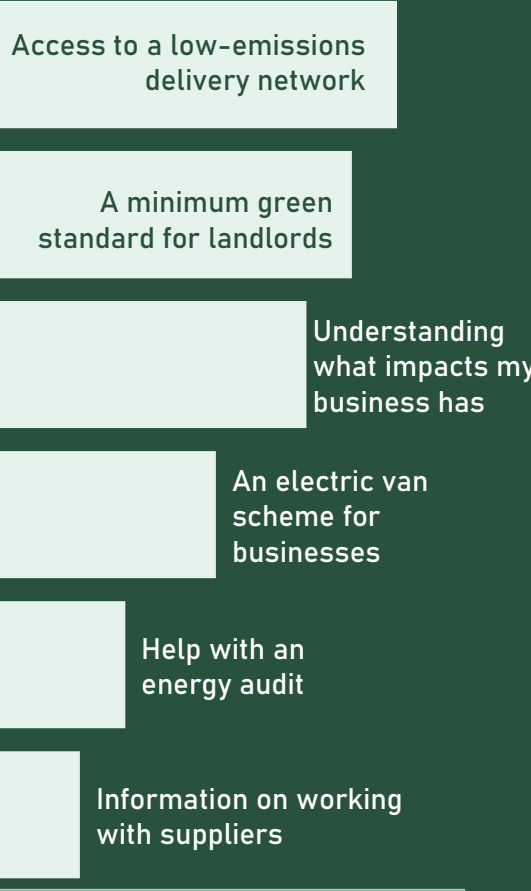 Access to a low-emissions
delivery network
A minimum green
standard for landlords
Understanding
what impacts my
business has
An electric van
scheme for
businesses
Help with an
energy audit
Information on working
with suppliers